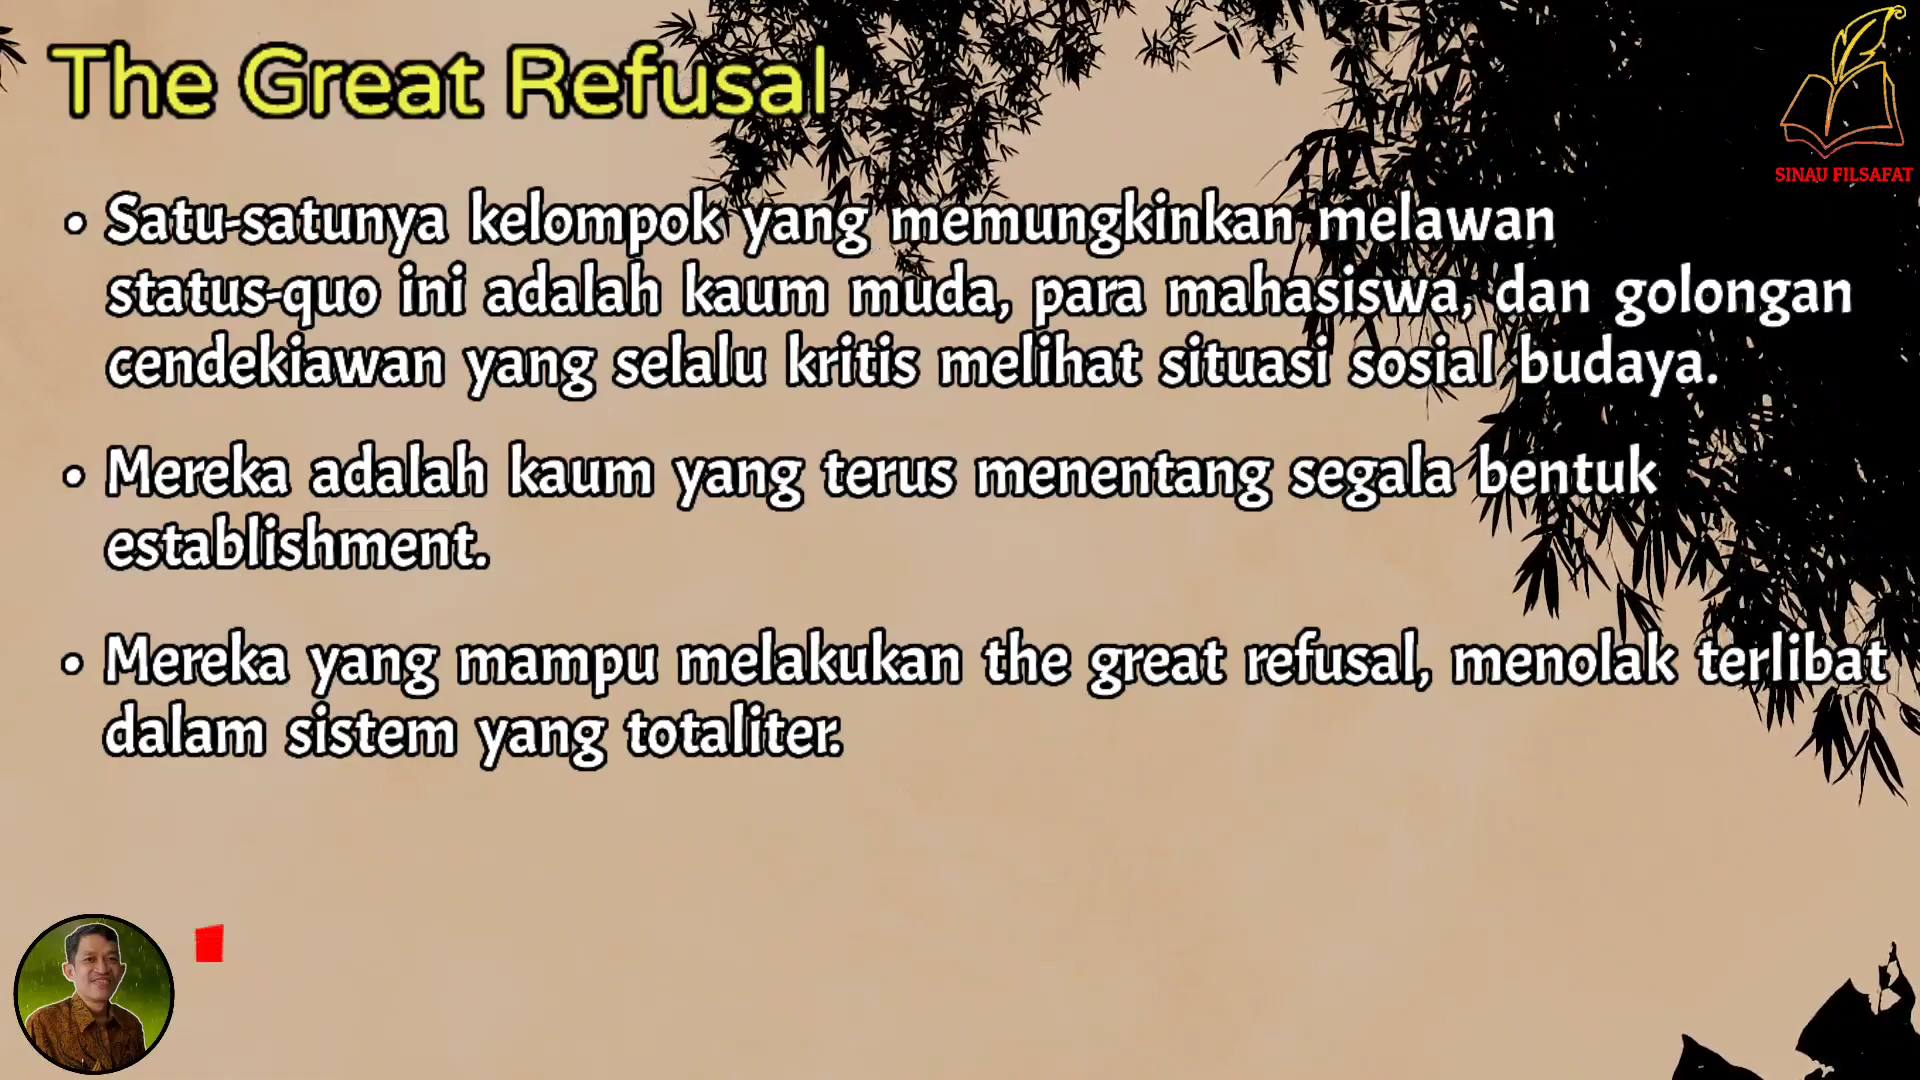 The Great Refusal
SINAU FILSAFAT
• Satu-satunya kelompok yang memungkinkan melawan
status-quo ini adalah kaum muda, para mahasiswa, dan golongan
cendekiawan yang selalu kritis melihat situasi sosial budaya.
• Mereka adalah kaum yang terus menentang segala bentuk
establishment.
• Mereka yang mampu melakukan the great refusal, menolak terlibat
dalam sistem yang totaliter.